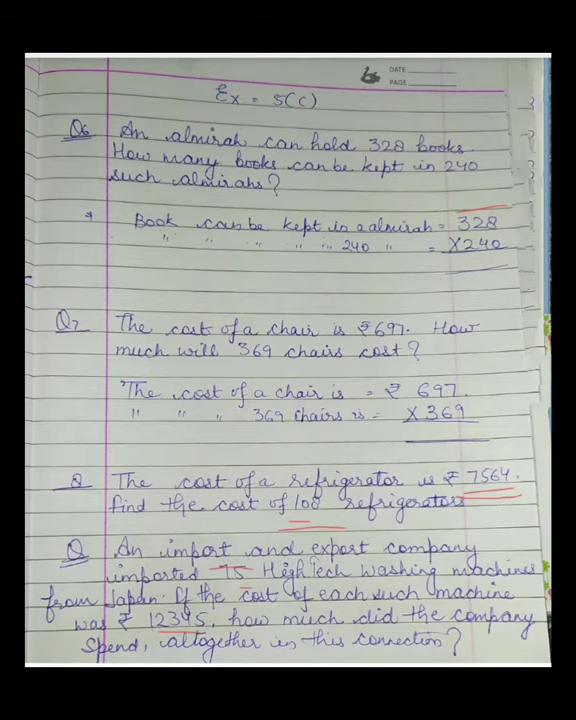 6 DATE
PAGE
Ex = 5(C)
Q6 An almirah can hold 328 books.
How many books can be kept in 240
such almirahs?
* Book can be kept in a almirah = 328
" " " " " 240 " = X240
Q7 The cost of a chair is ₹697. How
much will 369 chairs cost?
The cost of a chair is = ₹ 697.
" " " 369 chairs is = X369
8 The cost of a refrigerator is ₹ 7564.
find the cost of 108 refrigerators
Q An import and export company
imported 75 High Tech washing machines
from Japan. If the cost of each such machine
was ₹ 12345, how much did the company
Spend, altogether in this connection?